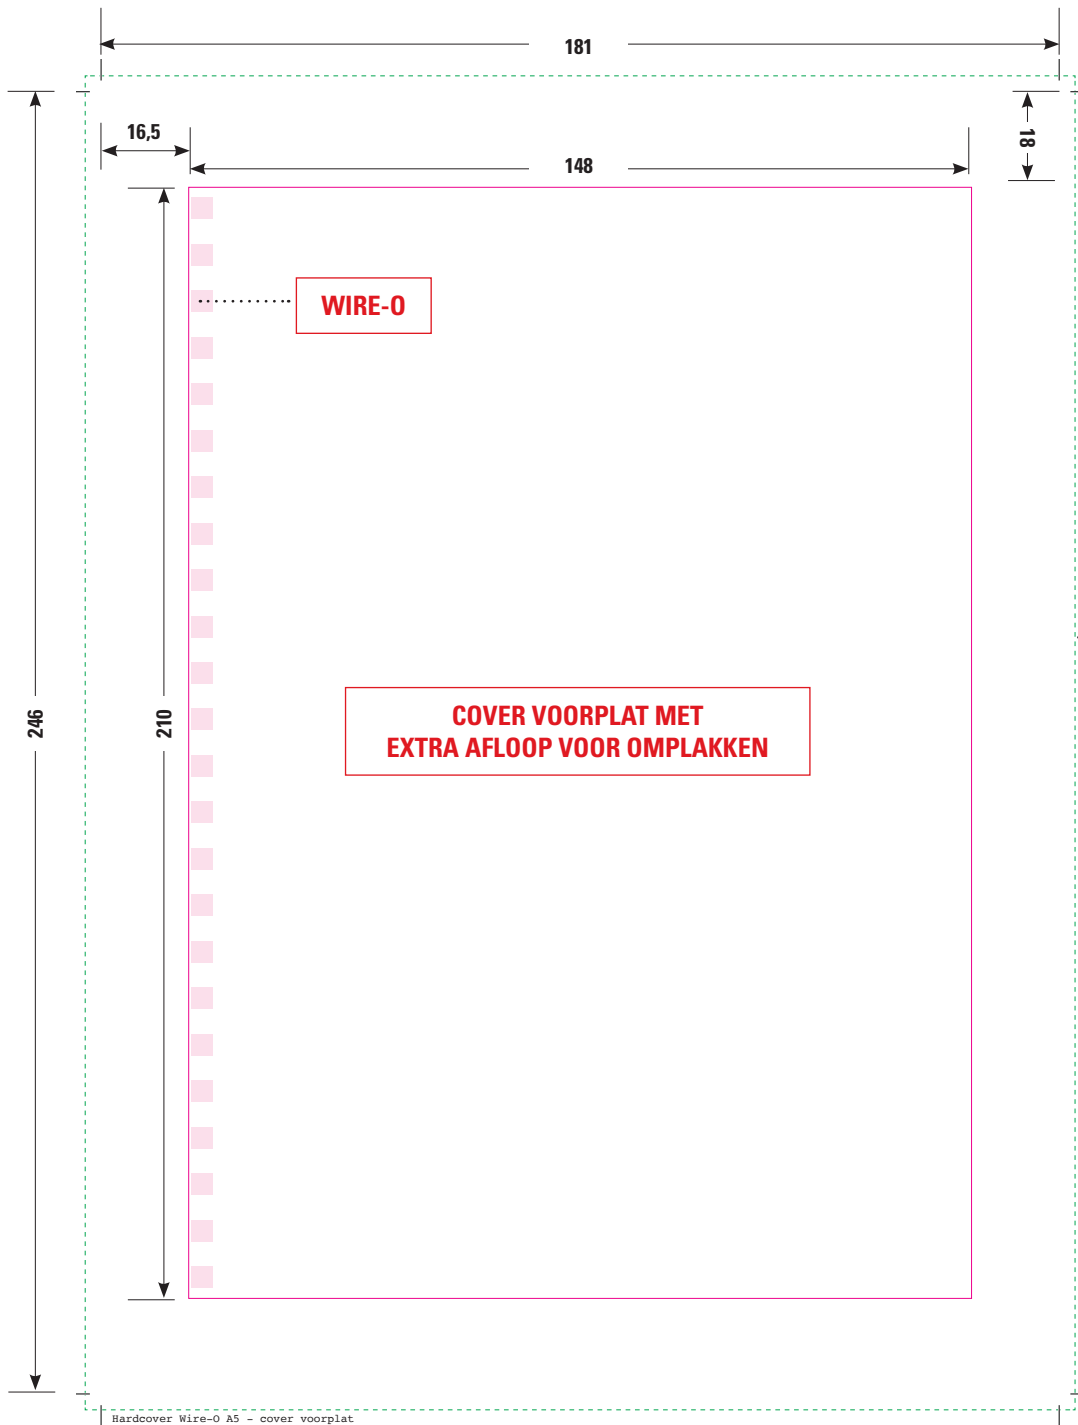 181
16,5
18
148
WIRE-O
246
210
COVER VOORPLAT MET
EXTRA AFLOOP VOOR OMPLAKKEN
Hardcover Wire-O A5 - cover voorplat